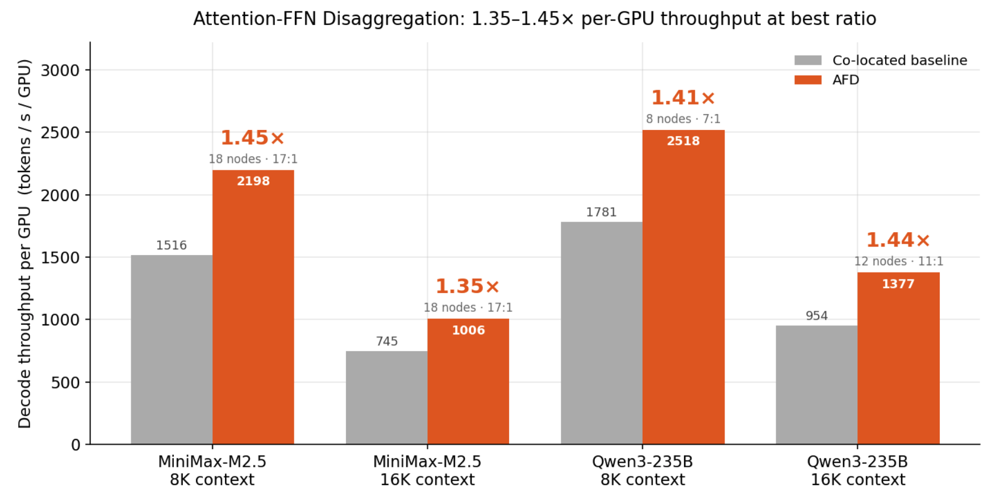 Attention-FFN Disaggregation: 1.35–1.45× per-GPU throughput at best ratio
Decode throughput per GPU (tokens / s / GPU)
3000
2500
2000
1500
1000
500
0
Co-located baseline
AFD
1516
1.45×
18 nodes · 17:1
2198
745
1.35×
18 nodes · 17:1
1006
1781
1.41×
8 nodes · 7:1
2518
954
1.44×
12 nodes · 11:1
1377
MiniMax-M2.5
8K context
MiniMax-M2.5
16K context
Qwen3-235B
8K context
Qwen3-235B
16K context